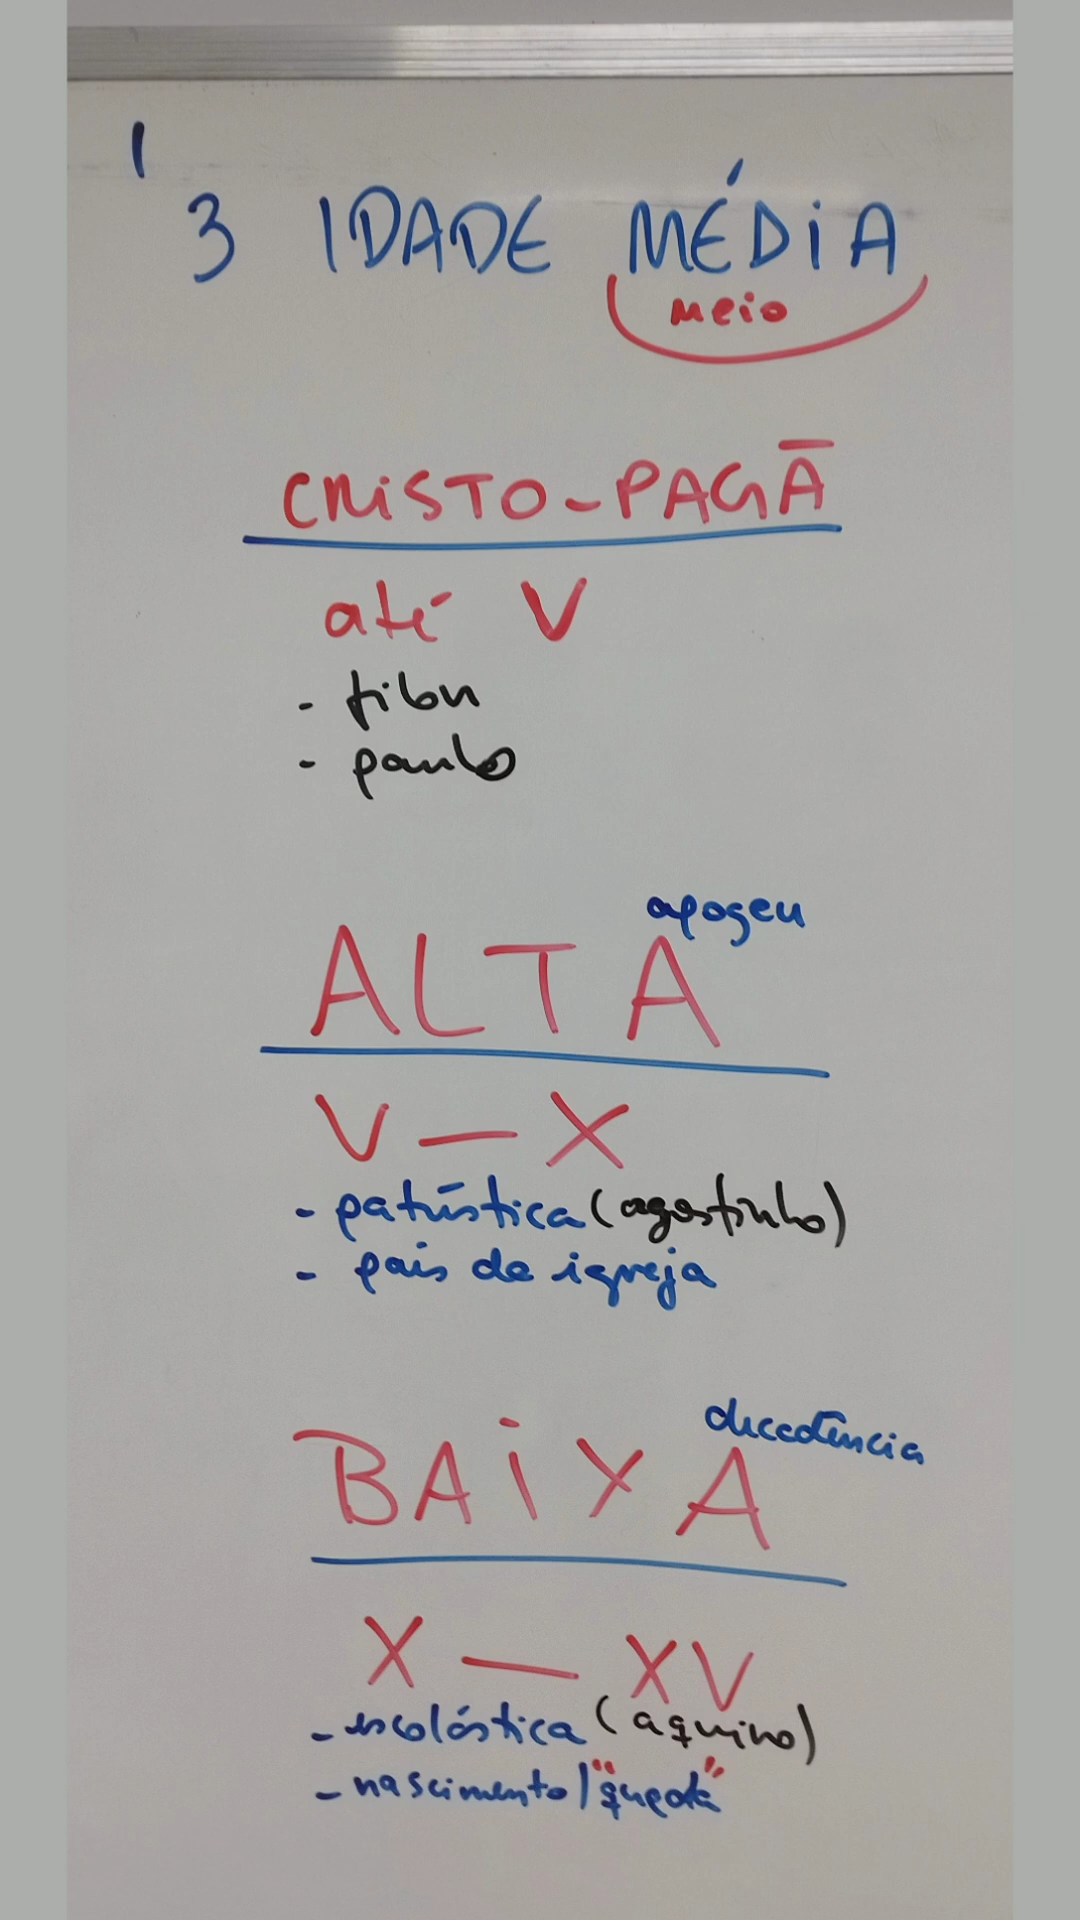 1
3 IDADE MÉDIA
meio
CRISTO-PAGÃ
até V
- paulo
apogeu
ALTA
V — X
- patrística (agostinho)
- pais da igreja
decadência
BAIXA
X — XV
- escolástica (aquino)
- nascimento/"queda"